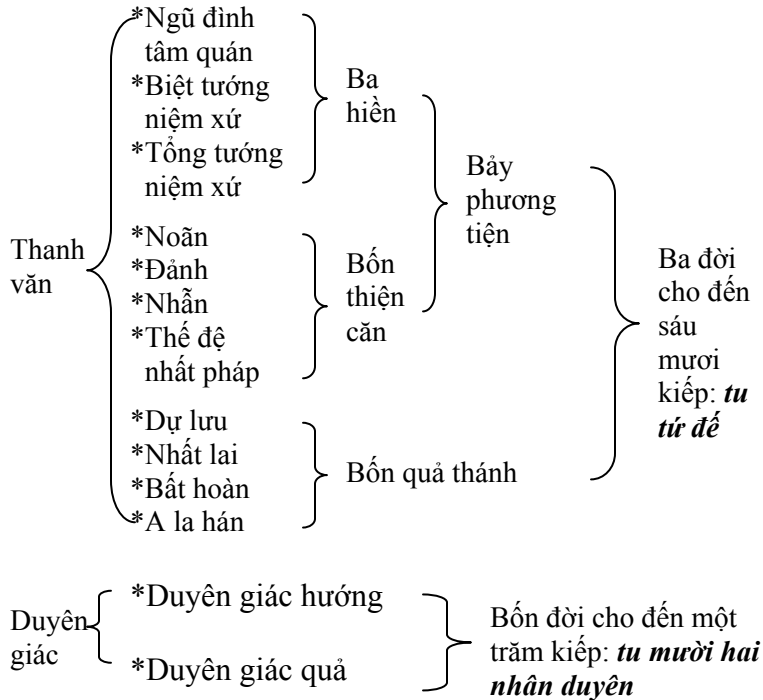 Thanh
văn
*Ngũ đình
tâm quán
*Biệt tướng
niệm xứ
*Tổng tướng
niệm xứ
Ba
hiền
*Noãn
*Đảnh
*Nhẫn
*Thế đệ
nhất pháp
Bốn
thiện
căn
Bảy
phương
tiện
*Dự lưu
*Nhất lai
*Bất hoàn
*A la hán
Bốn quả thánh
Ba đời
cho đến
sáu
mươi
kiếp: tu
tứ đế
Duyên
giác
*Duyên giác hướng
*Duyên giác quả
Bốn đời cho đến một
trăm kiếp: tu mười hai
nhân duyên